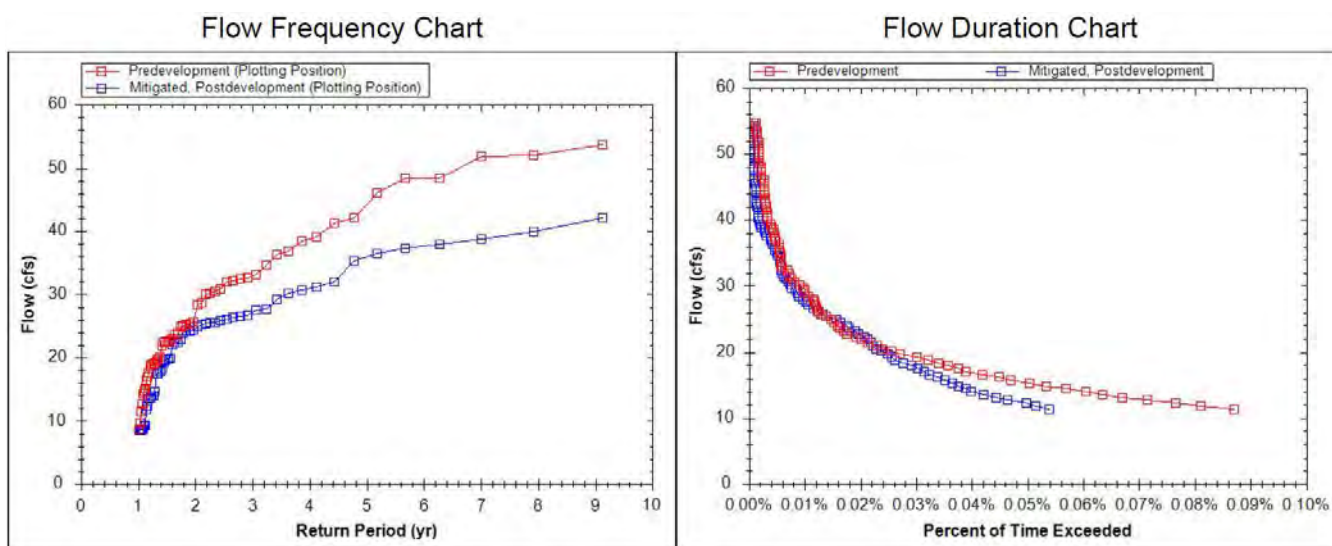 Flow Frequency Chart
Predevelopment (Plotting Position)
Mitigated, Postdevelopment (Plotting Position)
60
50
40
30
20
10
0
Flow (cfs)
0 1 2 3 4 5 6 7 8 9 10
Return Period (yr)
Flow Duration Chart
Predevelopment Mitigated, Postdevelopment
60
50
40
30
20
10
0
Flow (cfs)
0.00% 0.01% 0.02% 0.03% 0.04% 0.05% 0.06% 0.07% 0.08% 0.09% 0.10%
Percent of Time Exceeded